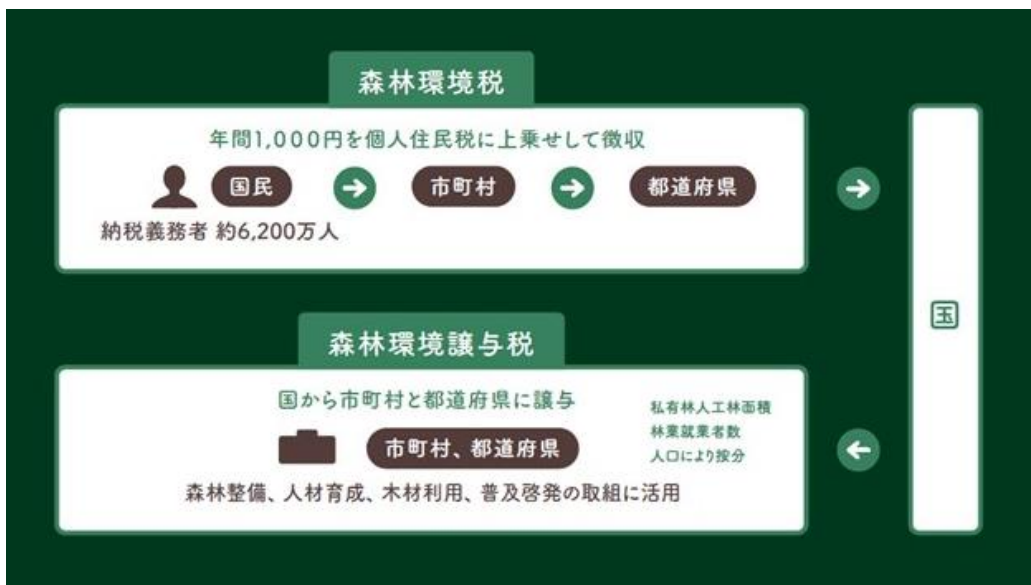 森林環境税
年間1,000円を個人住民税に上乗せして徴収
国民 市町村 都道府県
納税義務者 約6,200万人
国
森林環境譲与税
国から市町村と都道府県に譲与
市町村、都道府県
私有林人工林面積
林業就業者数
人口により按分
森林整備、人材育成、木材利用、普及啓発の取組に活用